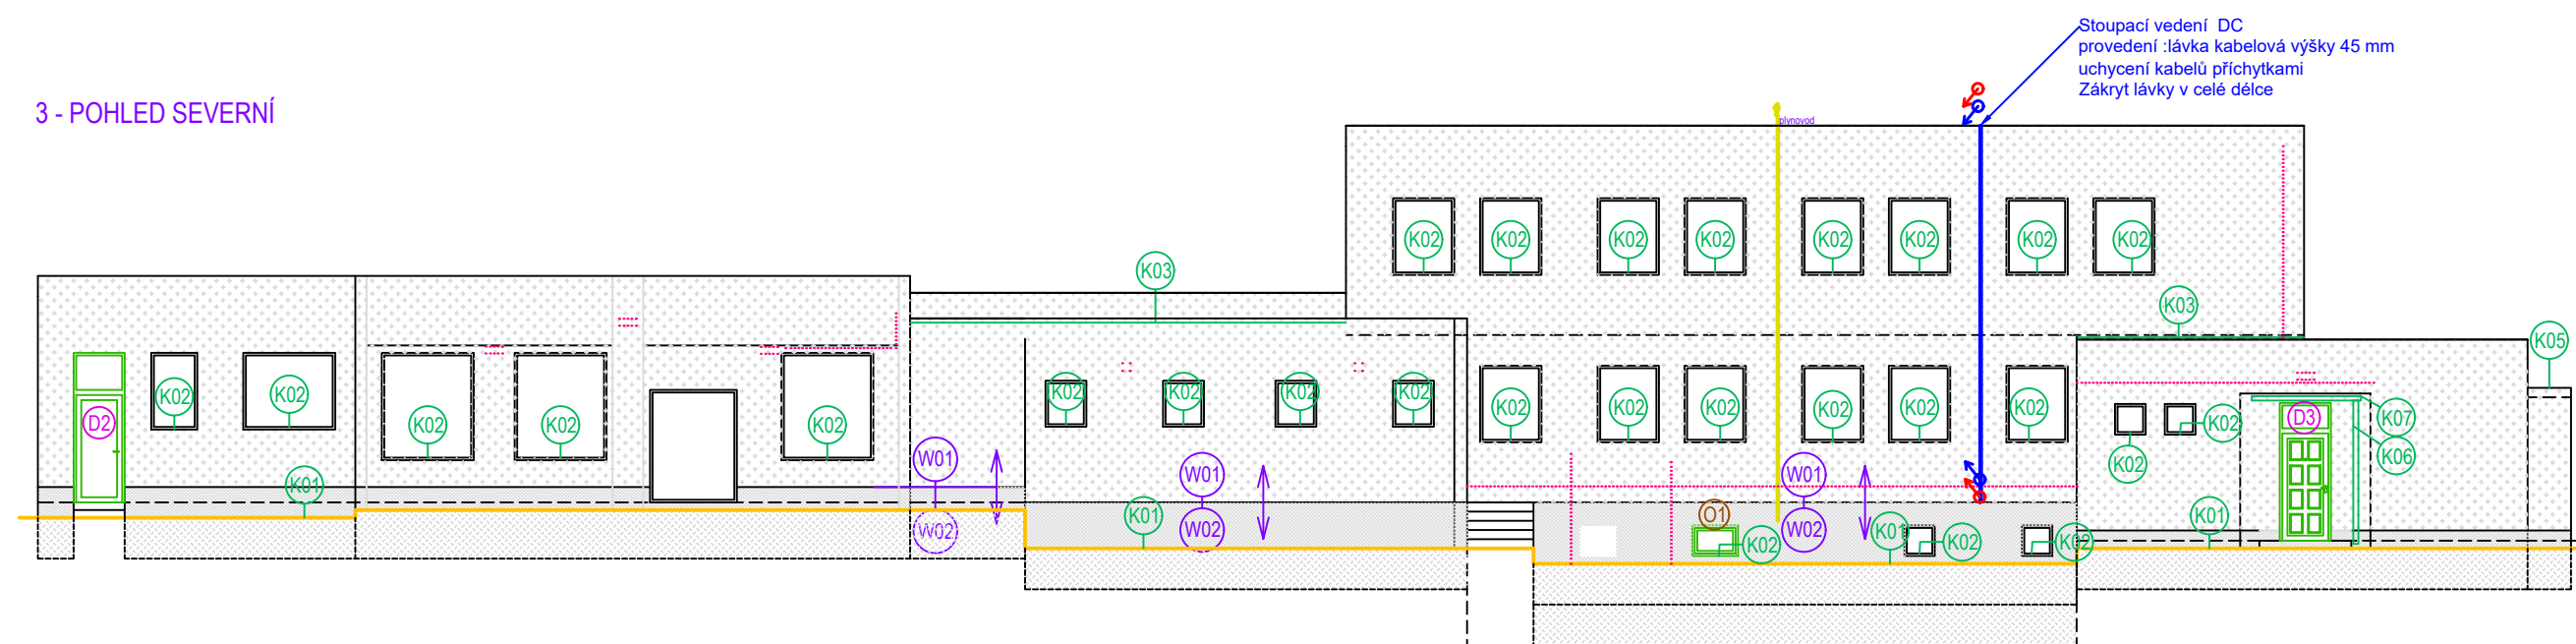 Stoupací vedení  DC
provedení :lávka kabelová výšky 45 mm
uchycení kabelů příchytkami
Zákryt lávky v celé délce
3 - POHLED SEVERNÍ
plynovod
K02 K02 K02 K02 K02 K02 K02 K02
K03
K03
K05
D2 K02 K02 K02 K02 K02
K02 K02 K02 K02
K02 K02 K02 K02 K02 K02
D3 K07
K02 K06
K02
K01
W01 W01 W01
W02 W02 W02
K01
O1
K02 K01 K02 K02
K01